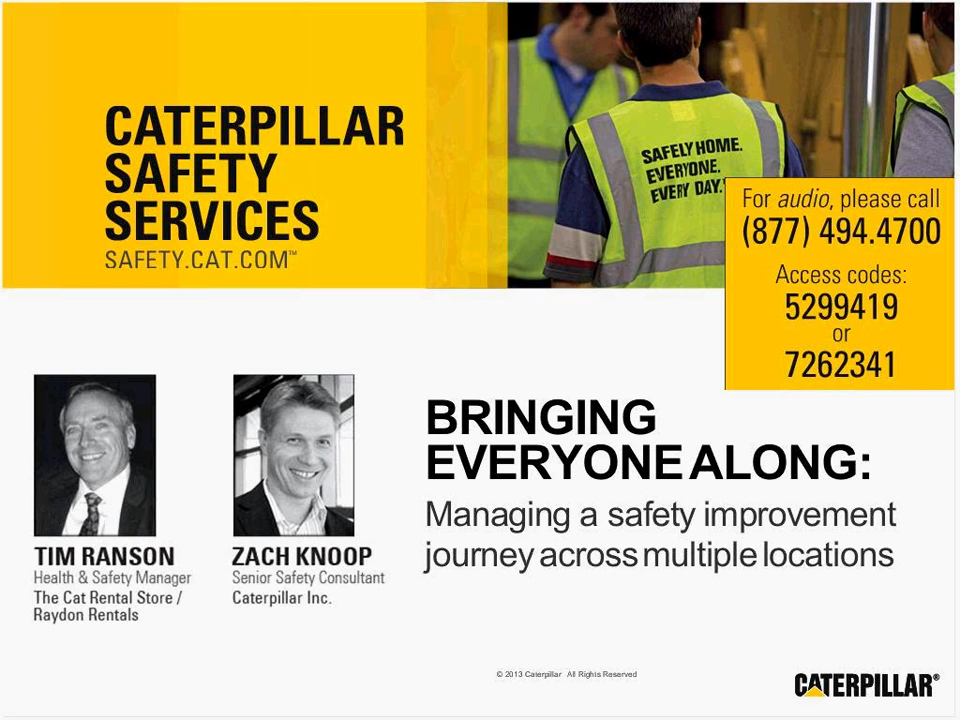 CATERPILLAR
SAFETY
SERVICES
SAFETY.CAT.COM™
SAFELY HOME.
EVERYONE.
EVERY DAY.™
For audio, please call
(877) 494.4700
Access codes:
5299419
or
7262341
BRINGING
EVERYONE ALONG:
Managing a safety improvement
journey across multiple locations
TIM RANSON
Health & Safety Manager
The Cat Rental Store /
Raydon Rentals
ZACH KNOOP
Senior Safety Consultant
Caterpillar Inc.
© 2013 Caterpillar All Rights Reserved
CATERPILLAR®